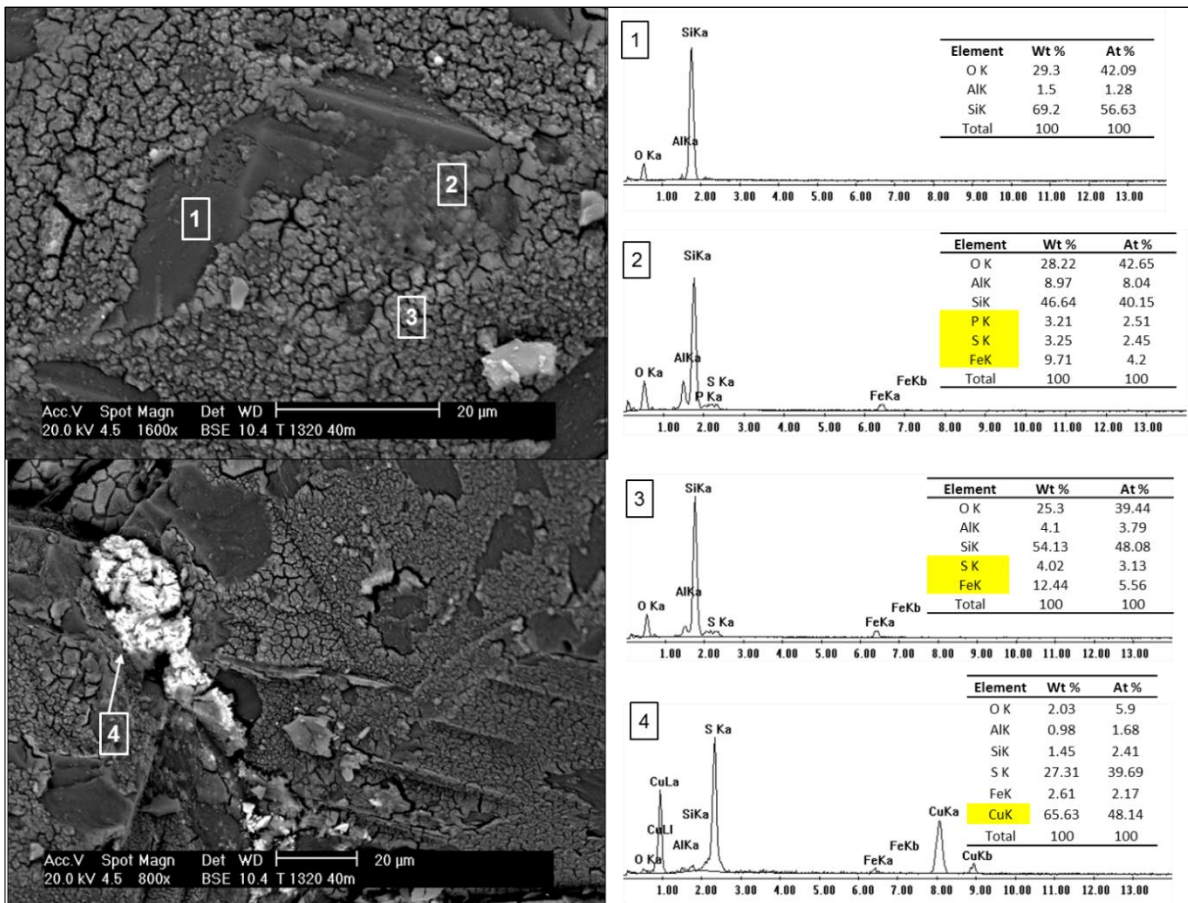 1
2
3
Acc.V Spot Magn Det WD 20 µm
20.0 kV 4.5 1600x BSE 10.4 T 1320 40m
4
Acc.V Spot Magn Det WD 20 µm
20.0 kV 4.5 800x BSE 10.4 T 1320 40m
1
SiKa
AlKa
O Ka
1.00 2.00 3.00 4.00 5.00 6.00 7.00 8.00 9.00 10.00 11.00 12.00 13.00
Element Wt % At %
O K 29.3 42.09
AlK 1.5 1.28
SiK 69.2 56.63
Total 100 100
2
SiKa
AlKa
O Ka
S Ka
P Ka
FeKa
FeKb
1.00 2.00 3.00 4.00 5.00 6.00 7.00 8.00 9.00 10.00 11.00 12.00 13.00
Element Wt % At %
O K 28.22 42.65
AlK 8.97 8.04
SiK 46.64 40.15
P K 3.21 2.51
S K 3.25 2.45
FeK 9.71 4.2
Total 100 100
3
SiKa
AlKa
O Ka
S Ka
FeKa
FeKb
1.00 2.00 3.00 4.00 5.00 6.00 7.00 8.00 9.00 10.00 11.00 12.00 13.00
Element Wt % At %
O K 25.3 39.44
AlK 4.1 3.79
SiK 54.13 48.08
S K 4.02 3.13
FeK 12.44 5.56
Total 100 100
4
S Ka
CuLa
CuLl
SiKa
AlKa
O Ka
FeKa
FeKb
CuKa
CuKb
1.00 2.00 3.00 4.00 5.00 6.00 7.00 8.00 9.00 10.00 11.00 12.00 13.00
Element Wt % At %
O K 2.03 5.9
AlK 0.98 1.68
SiK 1.45 2.41
S K 27.31 39.69
FeK 2.61 2.17
CuK 65.63 48.14
Total 100 100